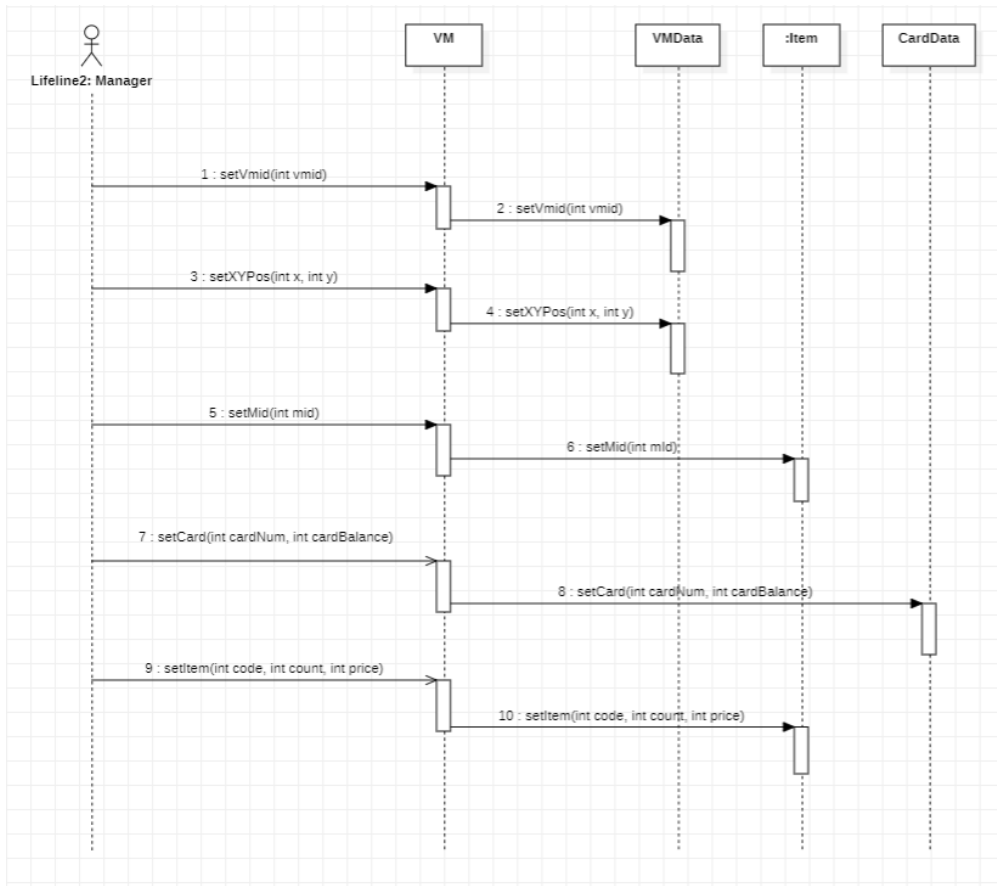 VM
VMData
:Item
CardData
Lifeline2: Manager
1 : setVmid(int vmid)
2 : setVmid(int vmid)
3 : setXYPos(int x, int y)
4 : setXYPos(int x, int y)
5 : setMid(int mid)
6 : setMid(int mid)
7 : setCard(int cardNum, int cardBalance)
8 : setCard(int cardNum, int cardBalance)
9 : setItem(int code, int count, int price)
10 : setItem(int code, int count, int price)